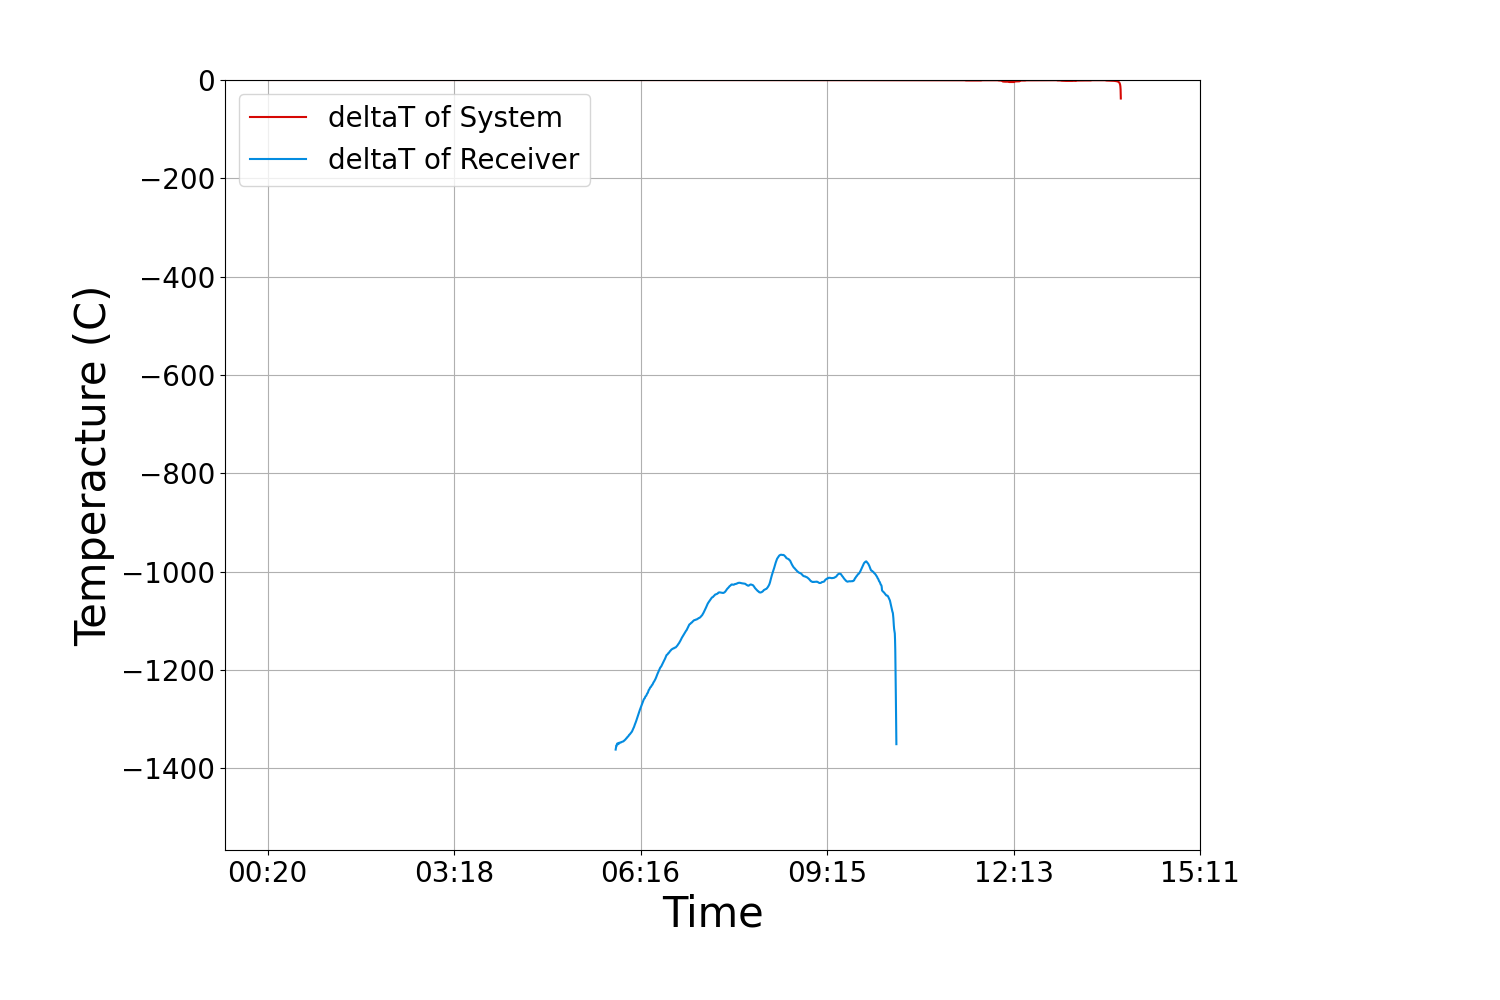 0
deltaT of System
deltaT of Receiver
−200
−400
−600
−800
−1000
−1200
−1400
Temperacture (C)
00:20 03:18 06:16 09:15 12:13 15:11
Time